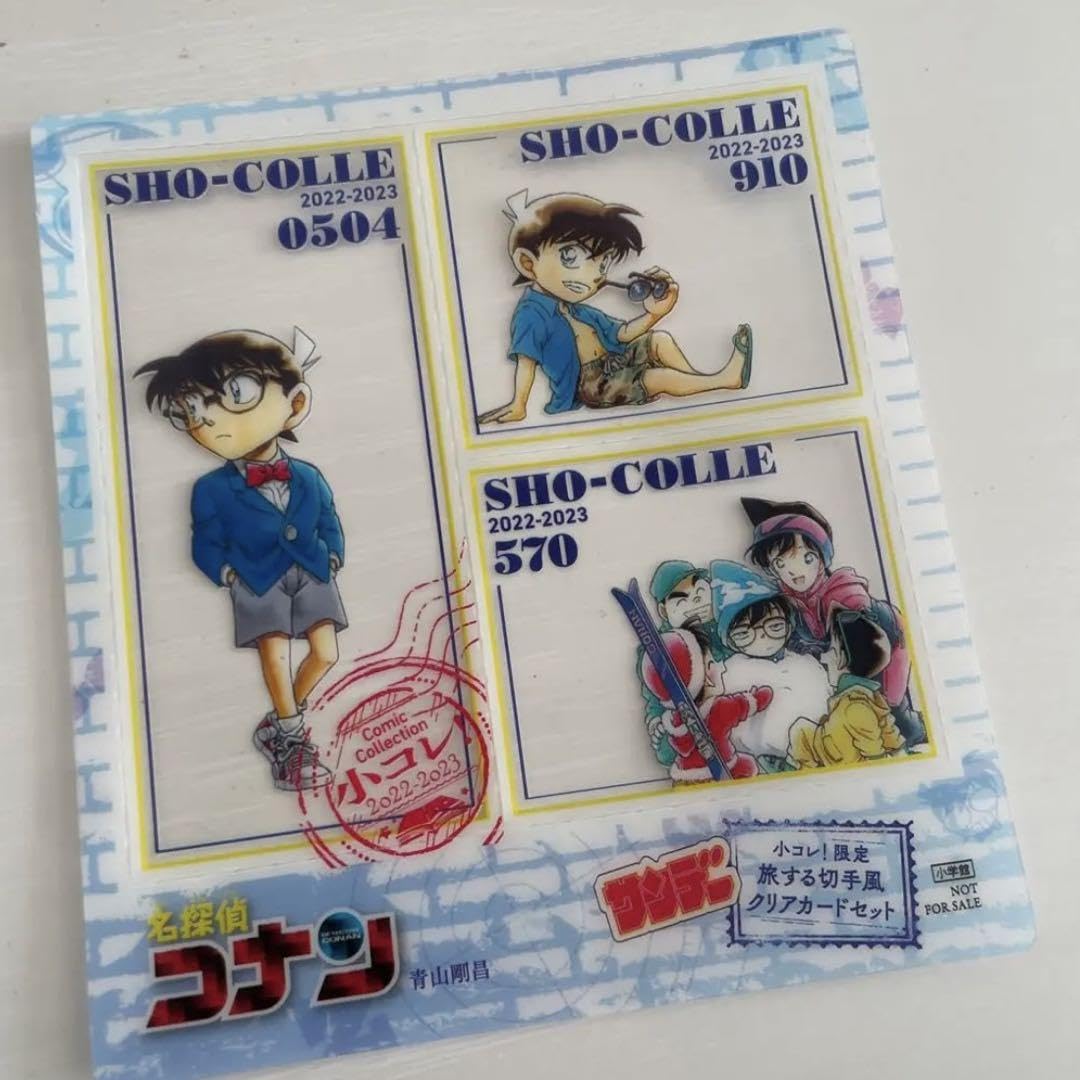 SHO-COLLE
2022-2023
0504
SHO-COLLE
2022-2023
910
SHO-COLLE
2022-2023
570
Comic
Collection
小コレ!
2022-2023
名探偵
コナン
DETECTIVE
CONAN
青山剛昌
サンデー
小コレ!限定
旅する切手風
クリアカードセット
小学館
NOT
FOR SALE